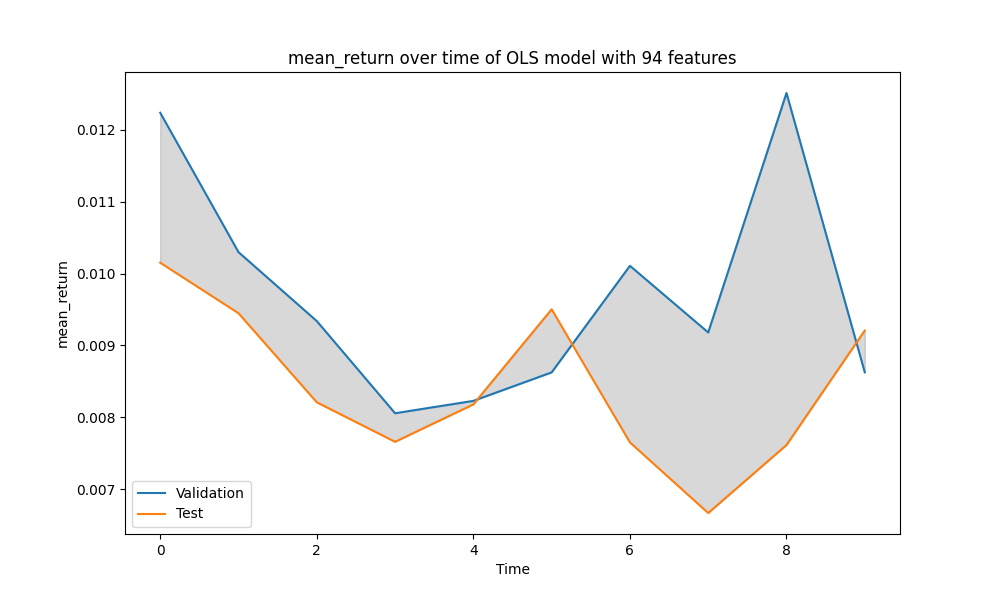 mean_return over time of OLS model with 94 features
mean_return
0.012
0.011
0.010
0.009
0.008
0.007
Validation
Test
0 2 4 6 8
Time